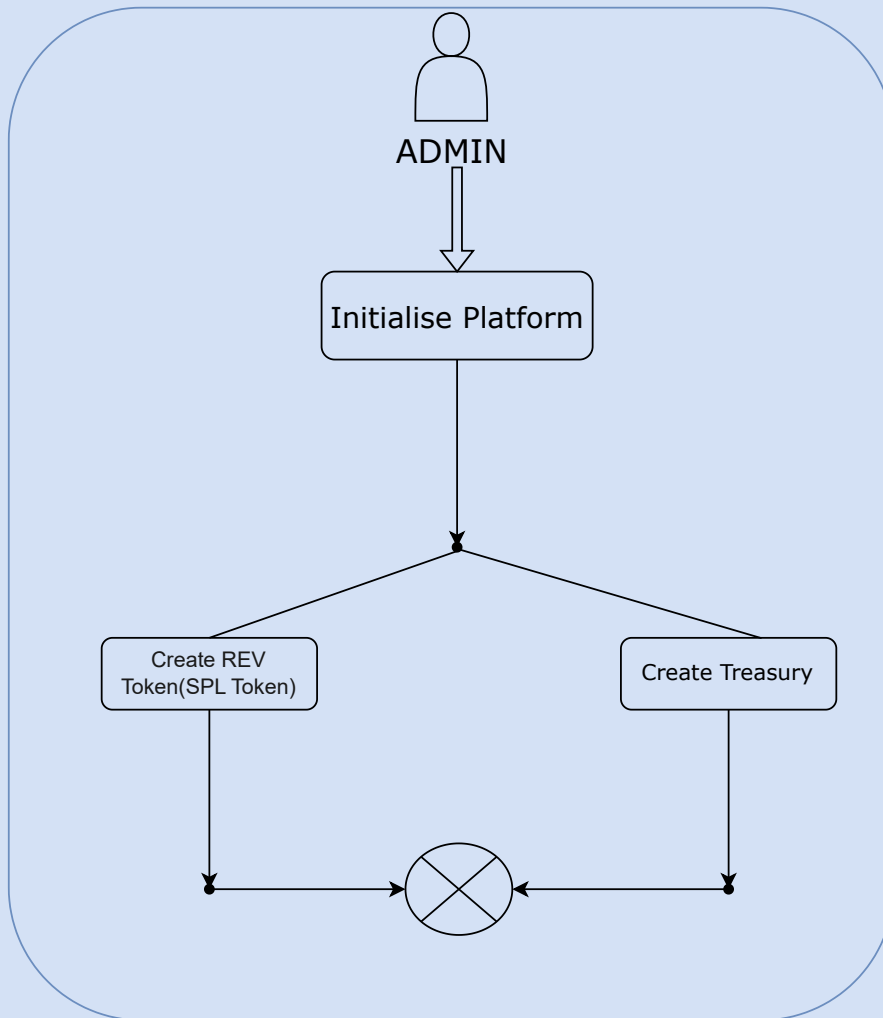 ADMIN
Initialise Platform
Create REV
Token(SPL Token)
Create Treasury